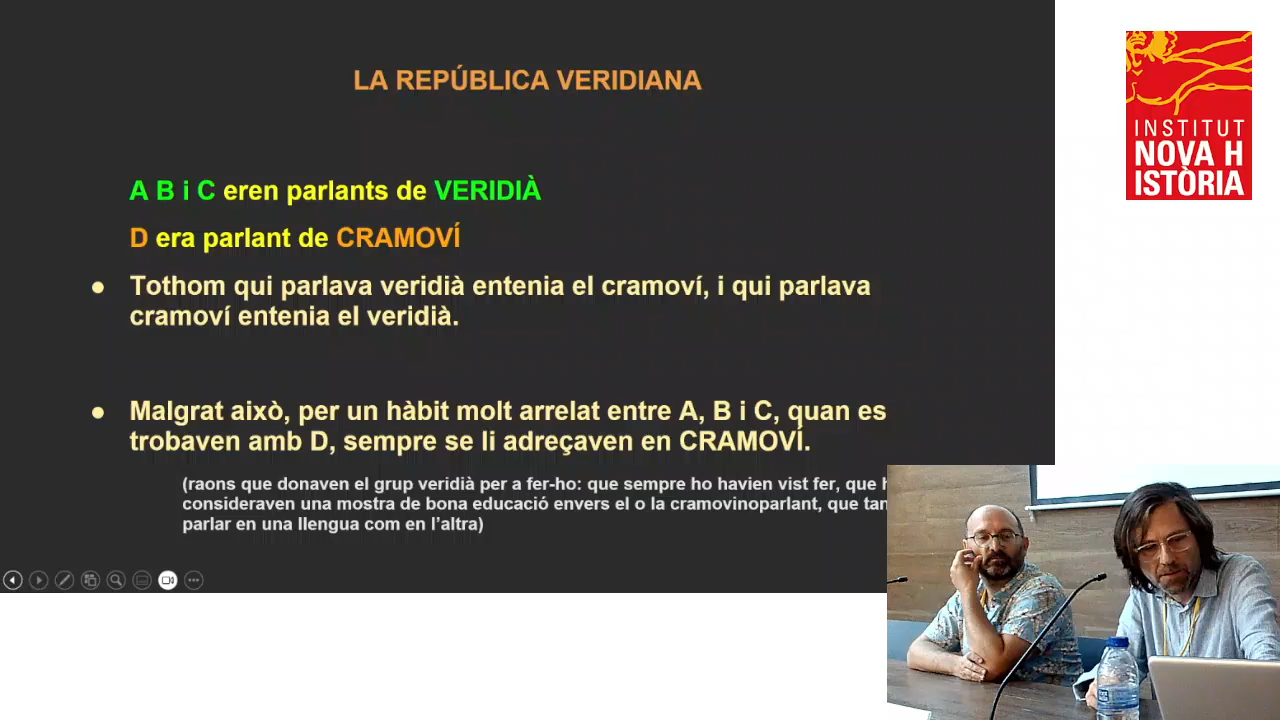 LA REPÚBLICA VERIDIANA
A B i C eren parlants de VERIDIÀ
D era parlant de CRAMOVÍ
Tothom qui parlava veridià entenia el cramoví, i qui parlava
cramoví entenia el veridià.
Malgrat això, per un hàbit molt arrelat entre A, B i C, quan es
trobaven amb D, sempre se li adreçaven en CRAMOVÍ.
(raons que donaven el grup veridià per a fer-ho: que sempre ho havien vist fer, que
consideraven una mostra de bona educació envers el o la cramovinoparlant, que
parlar en una llengua com en l'altra)
INSTITUT
NOVA H
ISTÒRIA